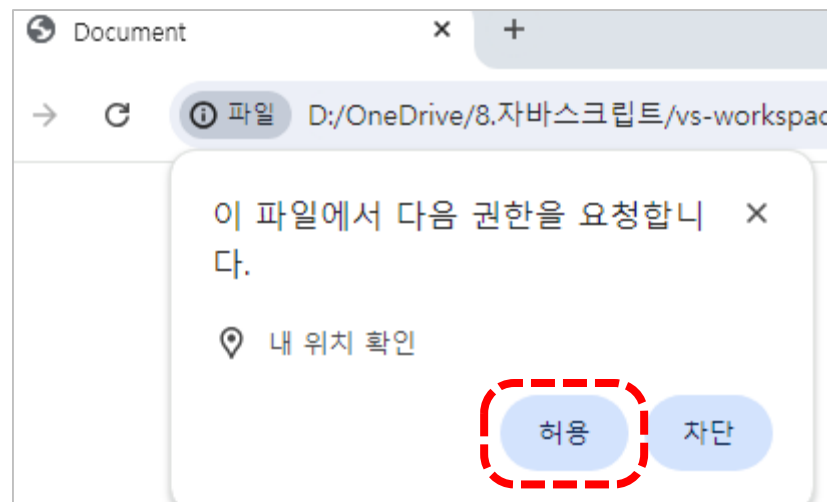 Document
파일 D:/OneDrive/8.자바스크립트/vs-workspac
이 파일에서 다음 권한을 요청합니
다.
내 위치 확인
허용 차단